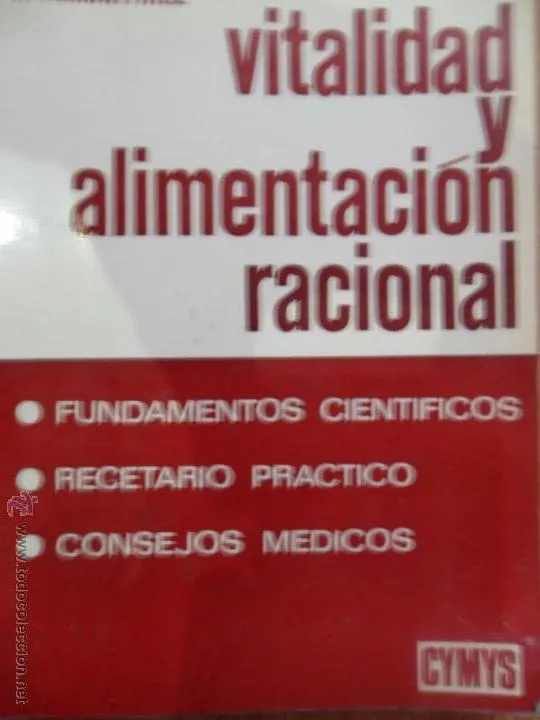 vitalidad
y
alimentación
racional
FUNDAMENTOS CIENTIFICOS
RECETARIO PRACTICO
CONSEJOS MEDICOS
CYMYS
www.todocoleccion.net